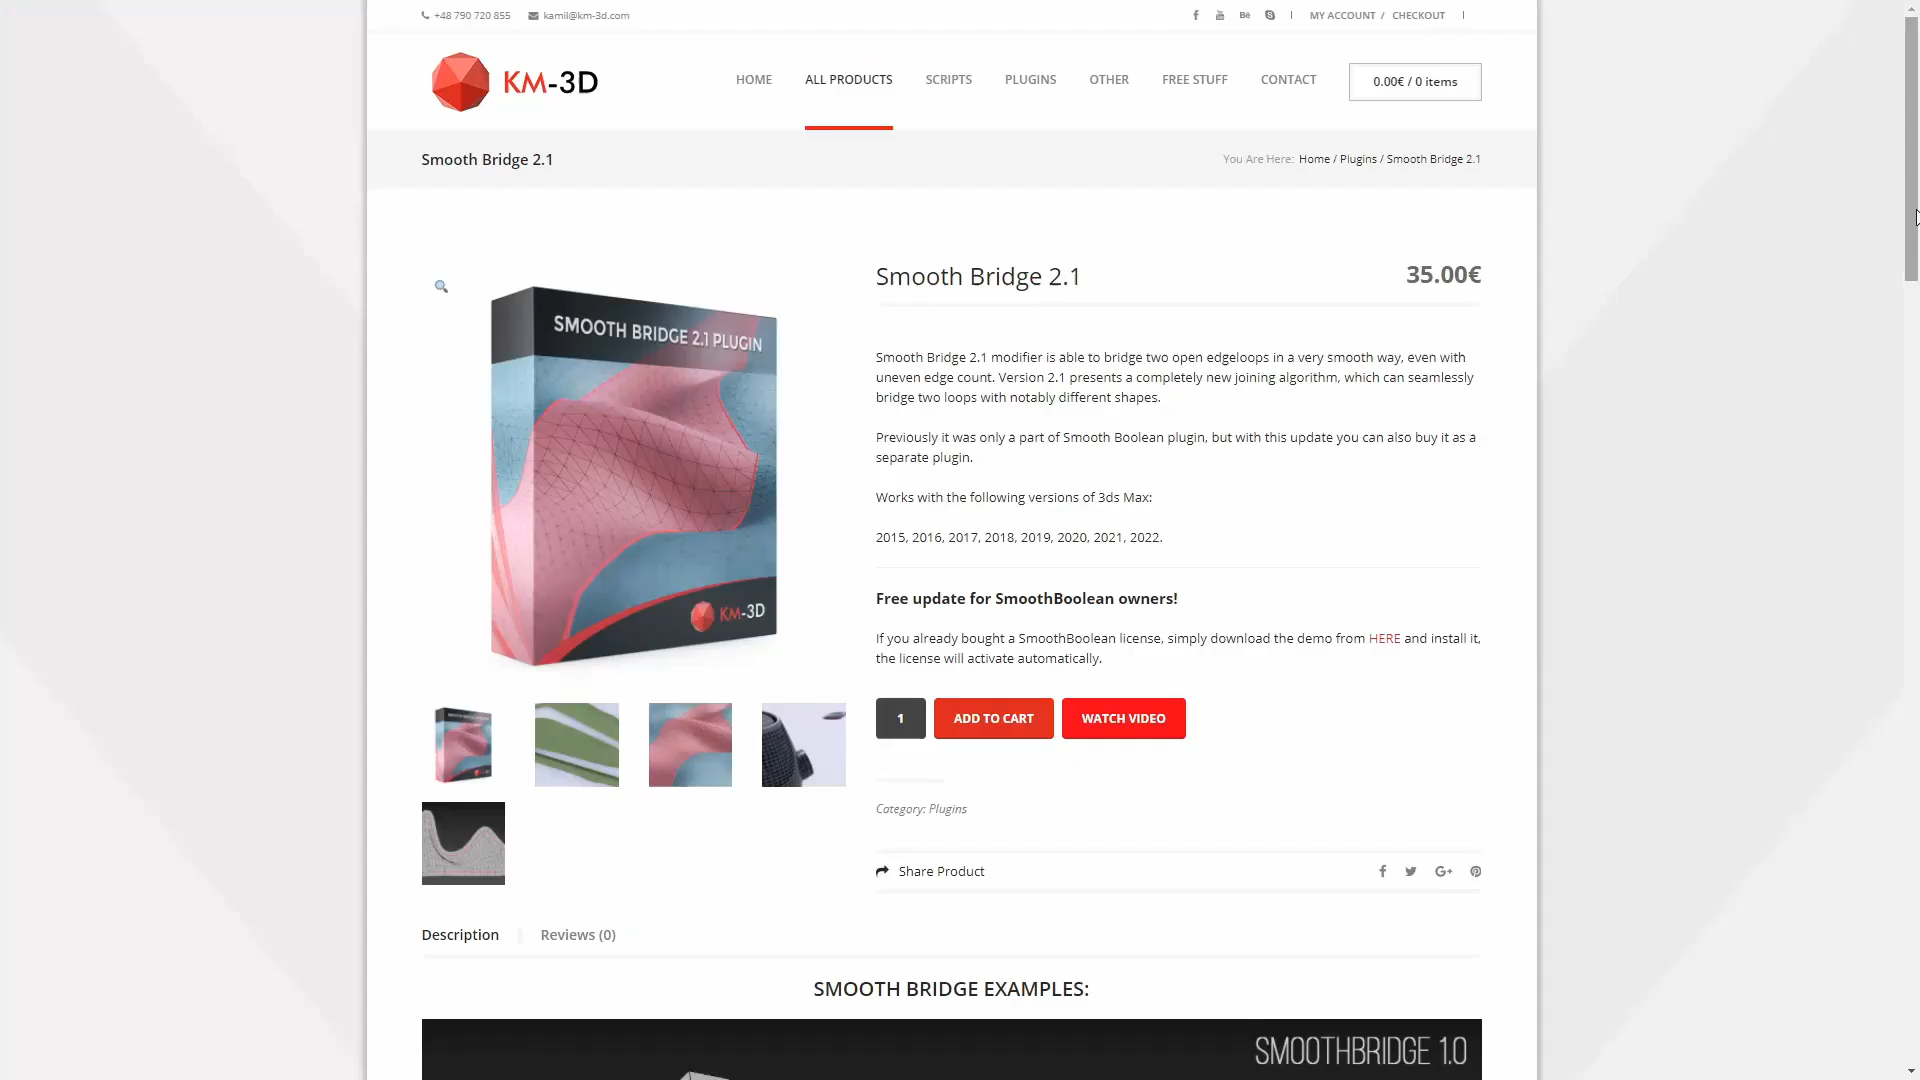 +48 790 720 855 kamil@km-3d.com MY ACCOUNT / CHECKOUT
KM-3D
HOME ALL PRODUCTS SCRIPTS PLUGINS OTHER FREE STUFF CONTACT 0.00€ / 0 items
Smooth Bridge 2.1 You Are Here: Home / Plugins / Smooth Bridge 2.1
SMOOTH BRIDGE 2.1 PLUGIN
KM-3D
Smooth Bridge 2.1 35.00€
Smooth Bridge 2.1 modifier is able to bridge two open edgeloops in a very smooth way, even with
uneven edge count. Version 2.1 presents a completely new joining algorithm, which can seamlessly
bridge two loops with notably different shapes.
Previously it was only a part of Smooth Boolean plugin, but with this update you can also buy it as a
separate plugin.
Works with the following versions of 3ds Max:
2015, 2016, 2017, 2018, 2019, 2020, 2021, 2022.
Free update for SmoothBoolean owners!
If you already bought a SmoothBoolean license, simply download the demo from HERE and install it,
the license will activate automatically.
1 ADD TO CART WATCH VIDEO
Category: Plugins
Share Product
Description Reviews (0)
SMOOTH BRIDGE EXAMPLES:
SMOOTHBRIDGE 1.0